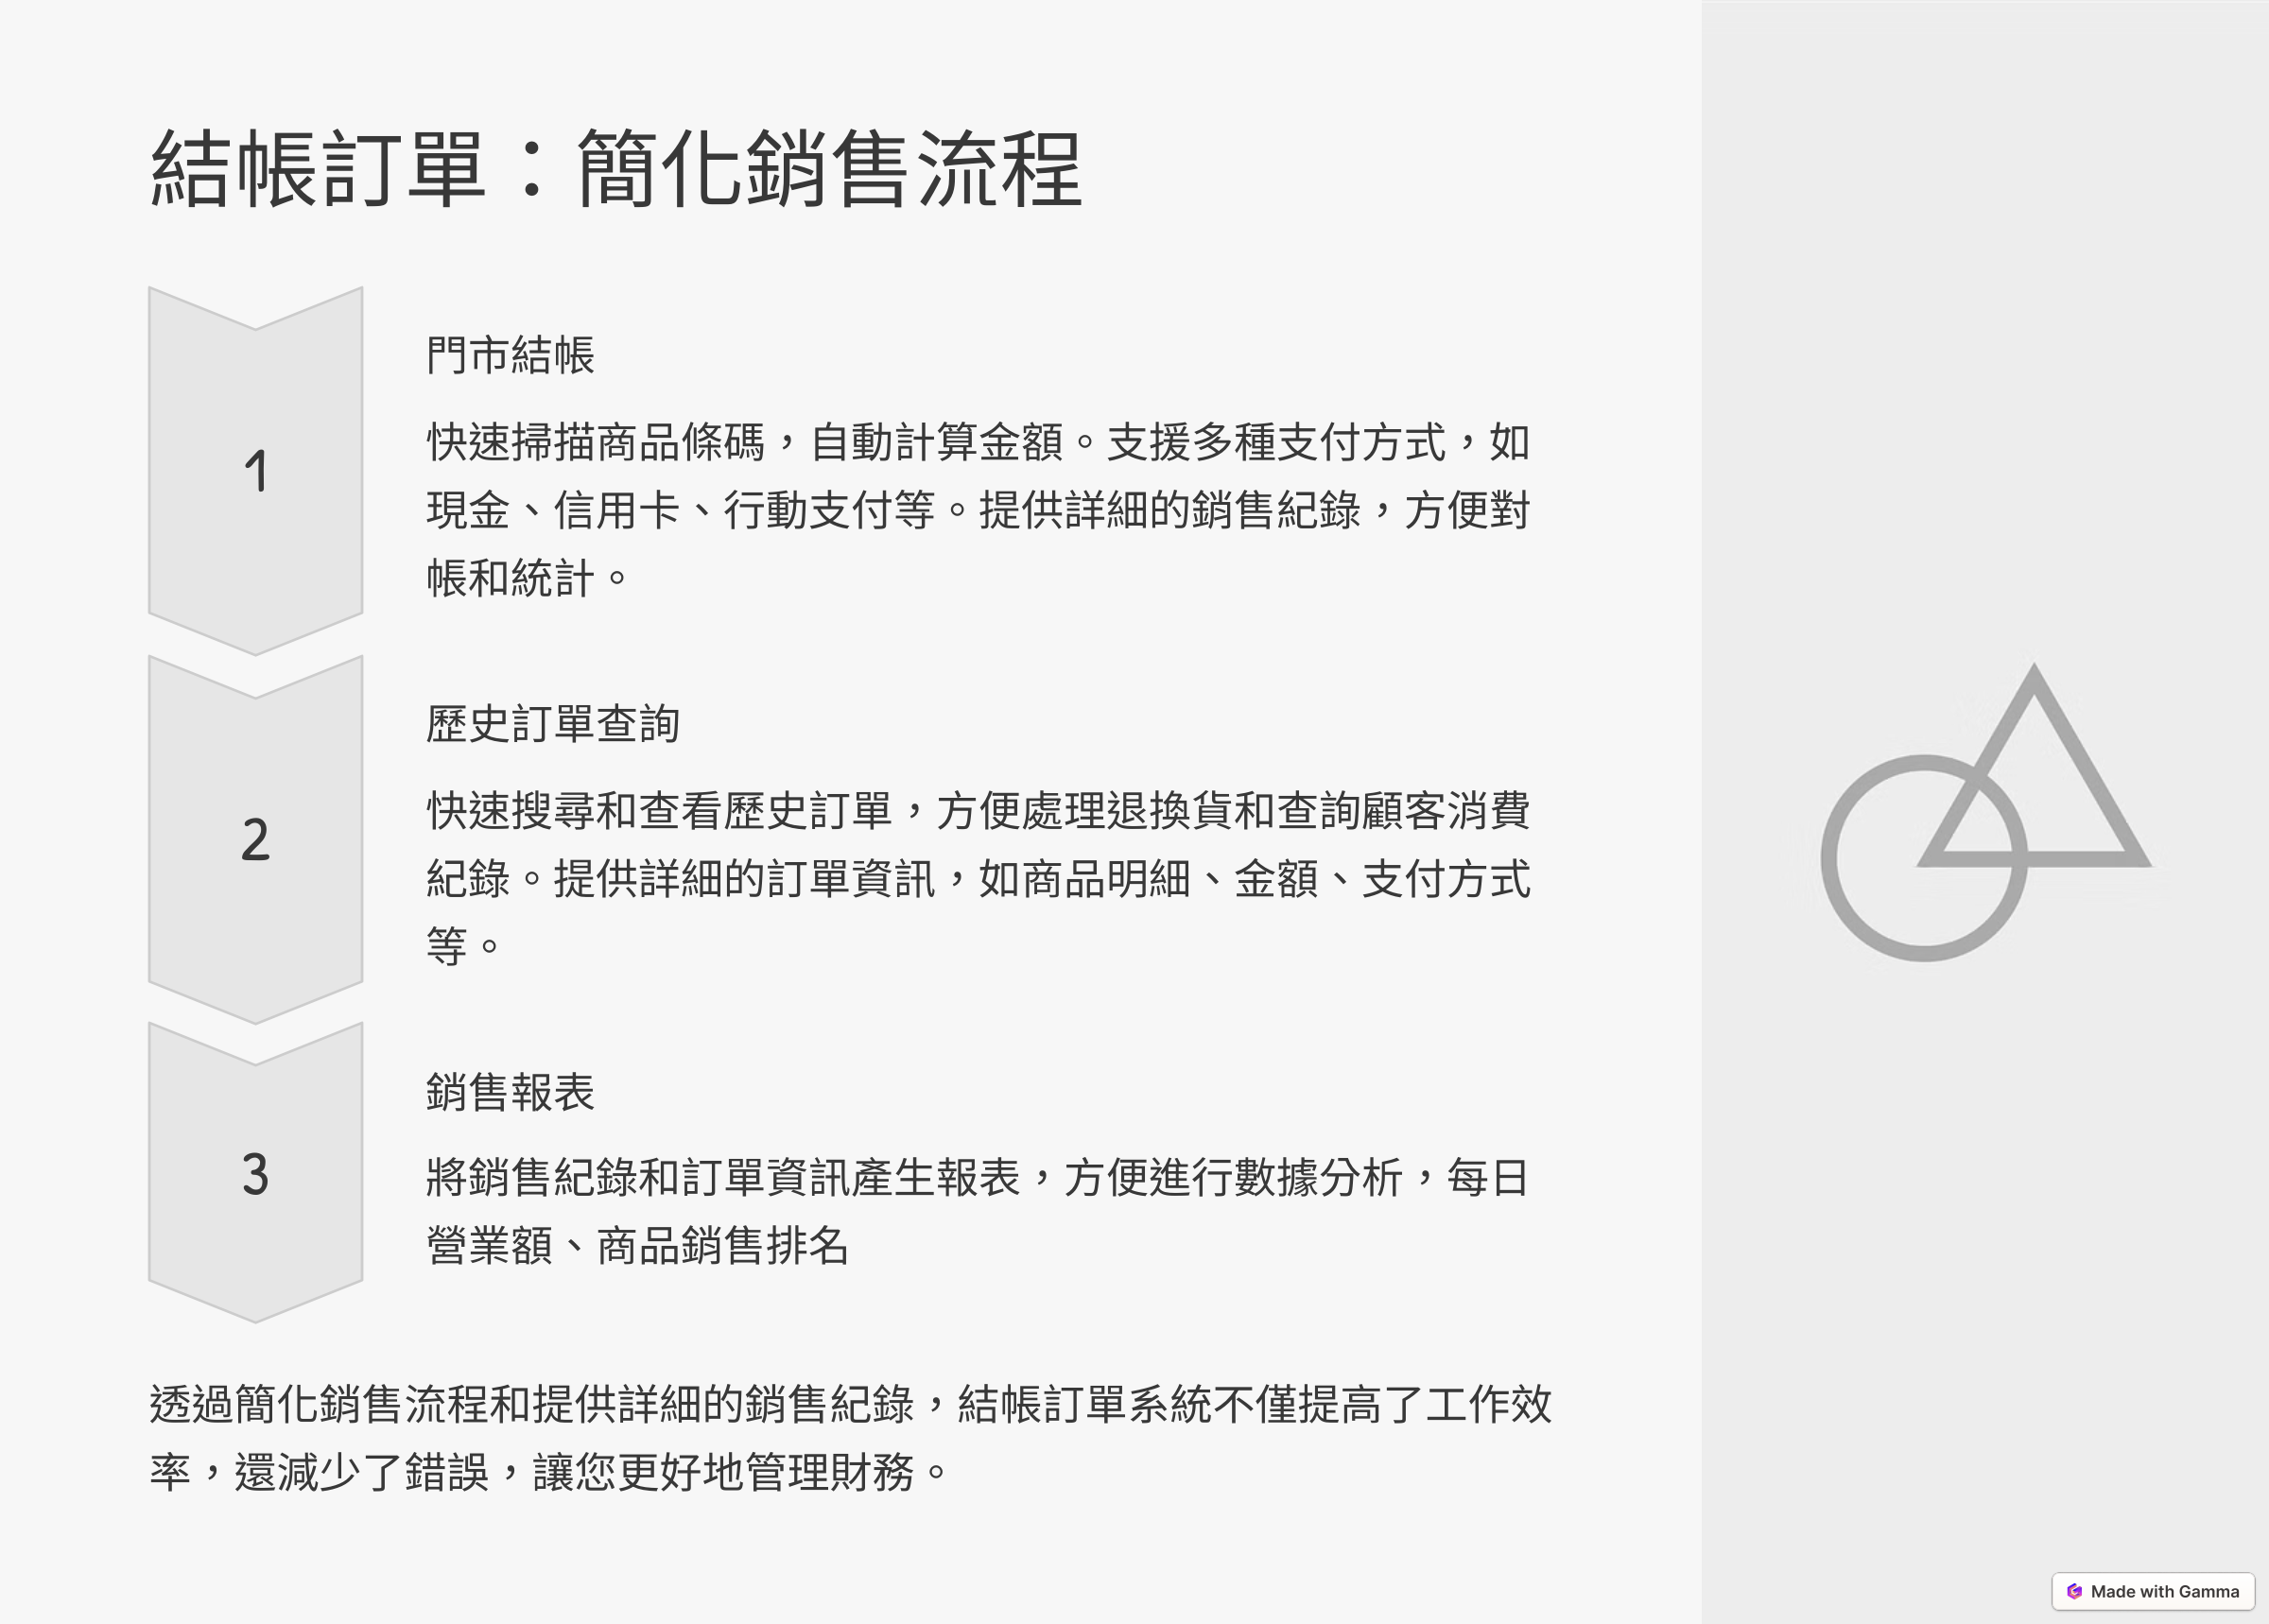 結帳訂單：簡化銷售流程
1
門市結帳
快速掃描商品條碼，自動計算金額。支援多種支付方式，如
現金、信用卡、行動支付等。提供詳細的銷售紀錄，方便對
帳和統計。
2
歷史訂單查詢
快速搜尋和查看歷史訂單，方便處理退換貨和查詢顧客消費
紀錄。提供詳細的訂單資訊，如商品明細、金額、支付方式
等。
3
銷售報表
將銷售紀錄和訂單資訊產生報表，方便進行數據分析，每日
營業額、商品銷售排名
透過簡化銷售流程和提供詳細的銷售紀錄，結帳訂單系統不僅提高了工作效
率，還減少了錯誤，讓您更好地管理財務。
Made with Gamma